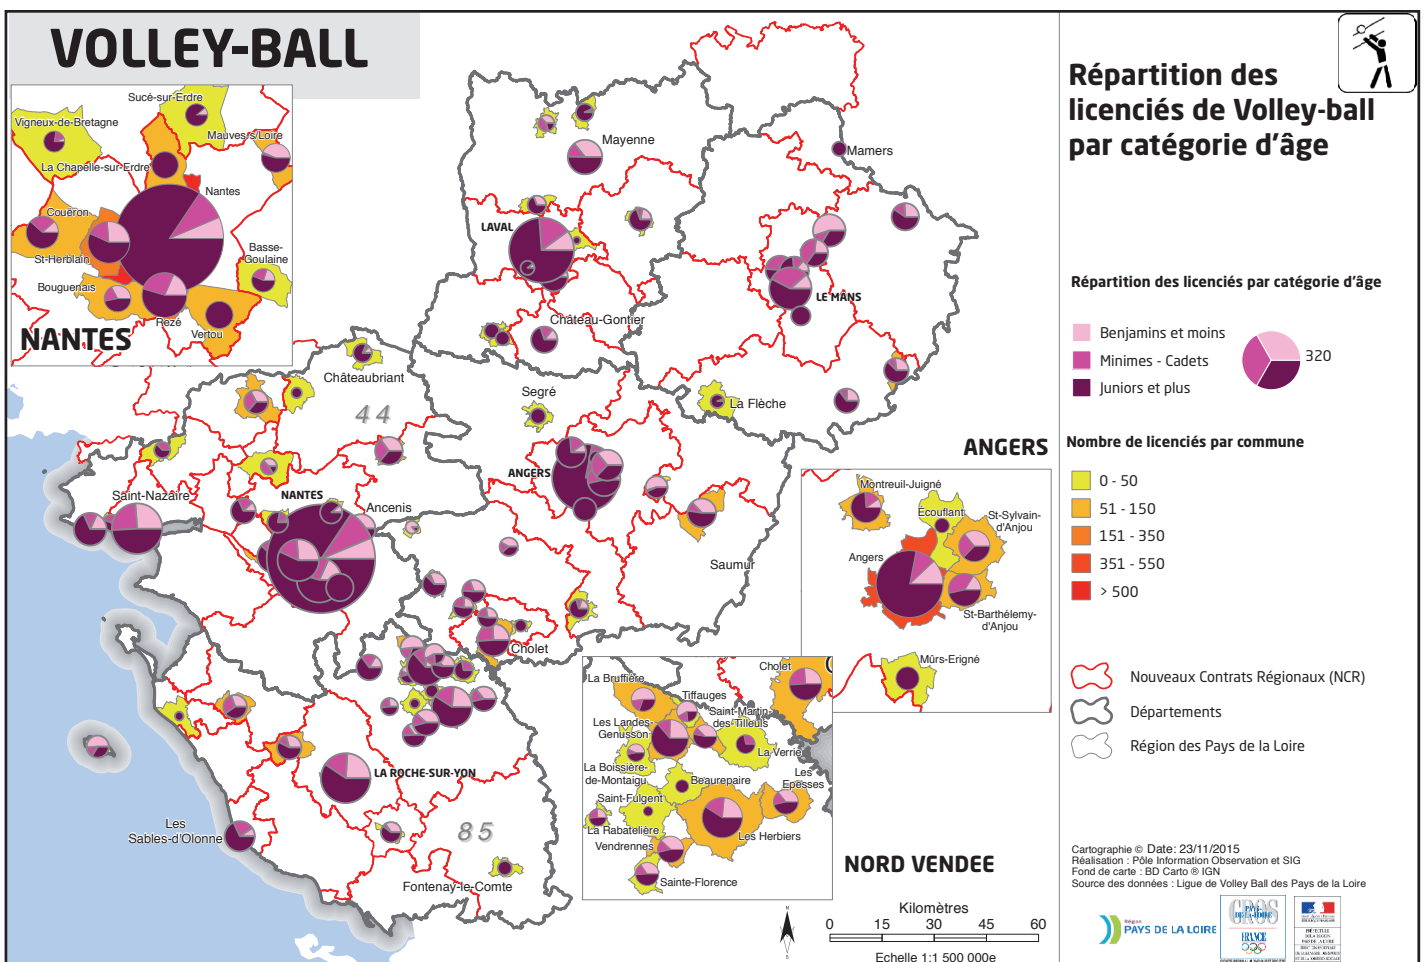 VOLLEY-BALL
Répartition des
licenciés de Volley-ball
par catégorie d'âge
Sucé-sur-Erdre
Vigneux-de-Bretagne
Mauves s/Loire
La Chapelle-sur-Erdre
Nantes
Couëron
St-Herblain
Basse-
Goulaine
Bouguenais
Rezé
Vertou
NANTES
Mayenne
Mamers
LAVAL
LE MANS
Château-Gontier
Châteaubriant
44
Segré
La Flèche
ANGERS
Saint-Nazaire
NANTES
Ancenis
Saumur
Cholet
LA ROCHE-SUR-YON
Les
Sables-d'Olonne
85
Fontenay-le-Comte
Répartition des licenciés par catégorie d'âge
Benjamins et moins
Minimes - Cadets
Juniors et plus
320
Nombre de licenciés par commune
0 - 50
51 - 150
151 - 350
351 - 550
> 500
ANGERS
Montreuil-Juigné
Écouflant
St-Sylvain-
d'Anjou
Angers
St-Barthélemy-
d'Anjou
Mûrs-Erigné
Cholet
La Bruffière
Tiffauges
Saint-Martin-
des Tilleuls
Les Landes-
Genusson
La Verrie
La Boissière-
de-Montaigu
Beaurepaire
Les
Epesses
Saint-Fulgent
La Rabatelière
Les Herbiers
Vendrennes
Sainte-Florence
NORD VENDEE
Nouveaux Contrats Régionaux (NCR)
Départements
Région des Pays de la Loire
Kilomètres
0 15 30 45 60
Echelle 1:1 500 000e
N
S
Cartographie © Date: 23/11/2015
Réalisation : Pôle Information Observation et SIG
Fond de carte : BD Carto ® IGN
Source des données : Ligue de Volley Ball des Pays de la Loire
Région
PAYS DE LA LOIRE
CROS
PAYS-
DE-LA-LOIRE
FRANCE